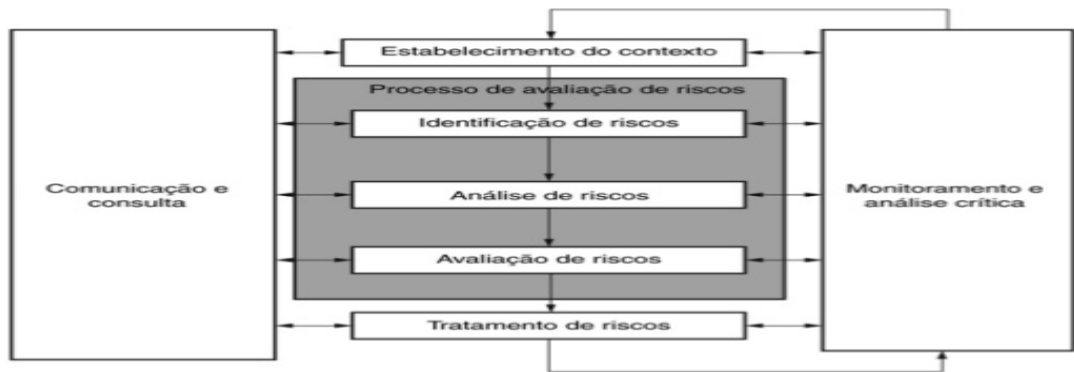 Estabelecimento do contexto
Processo de avaliação de riscos
Identificação de riscos
Comunicação e
consulta
Análise de riscos
Monitoramento e
análise crítica
Avaliação de riscos
Tratamento de riscos